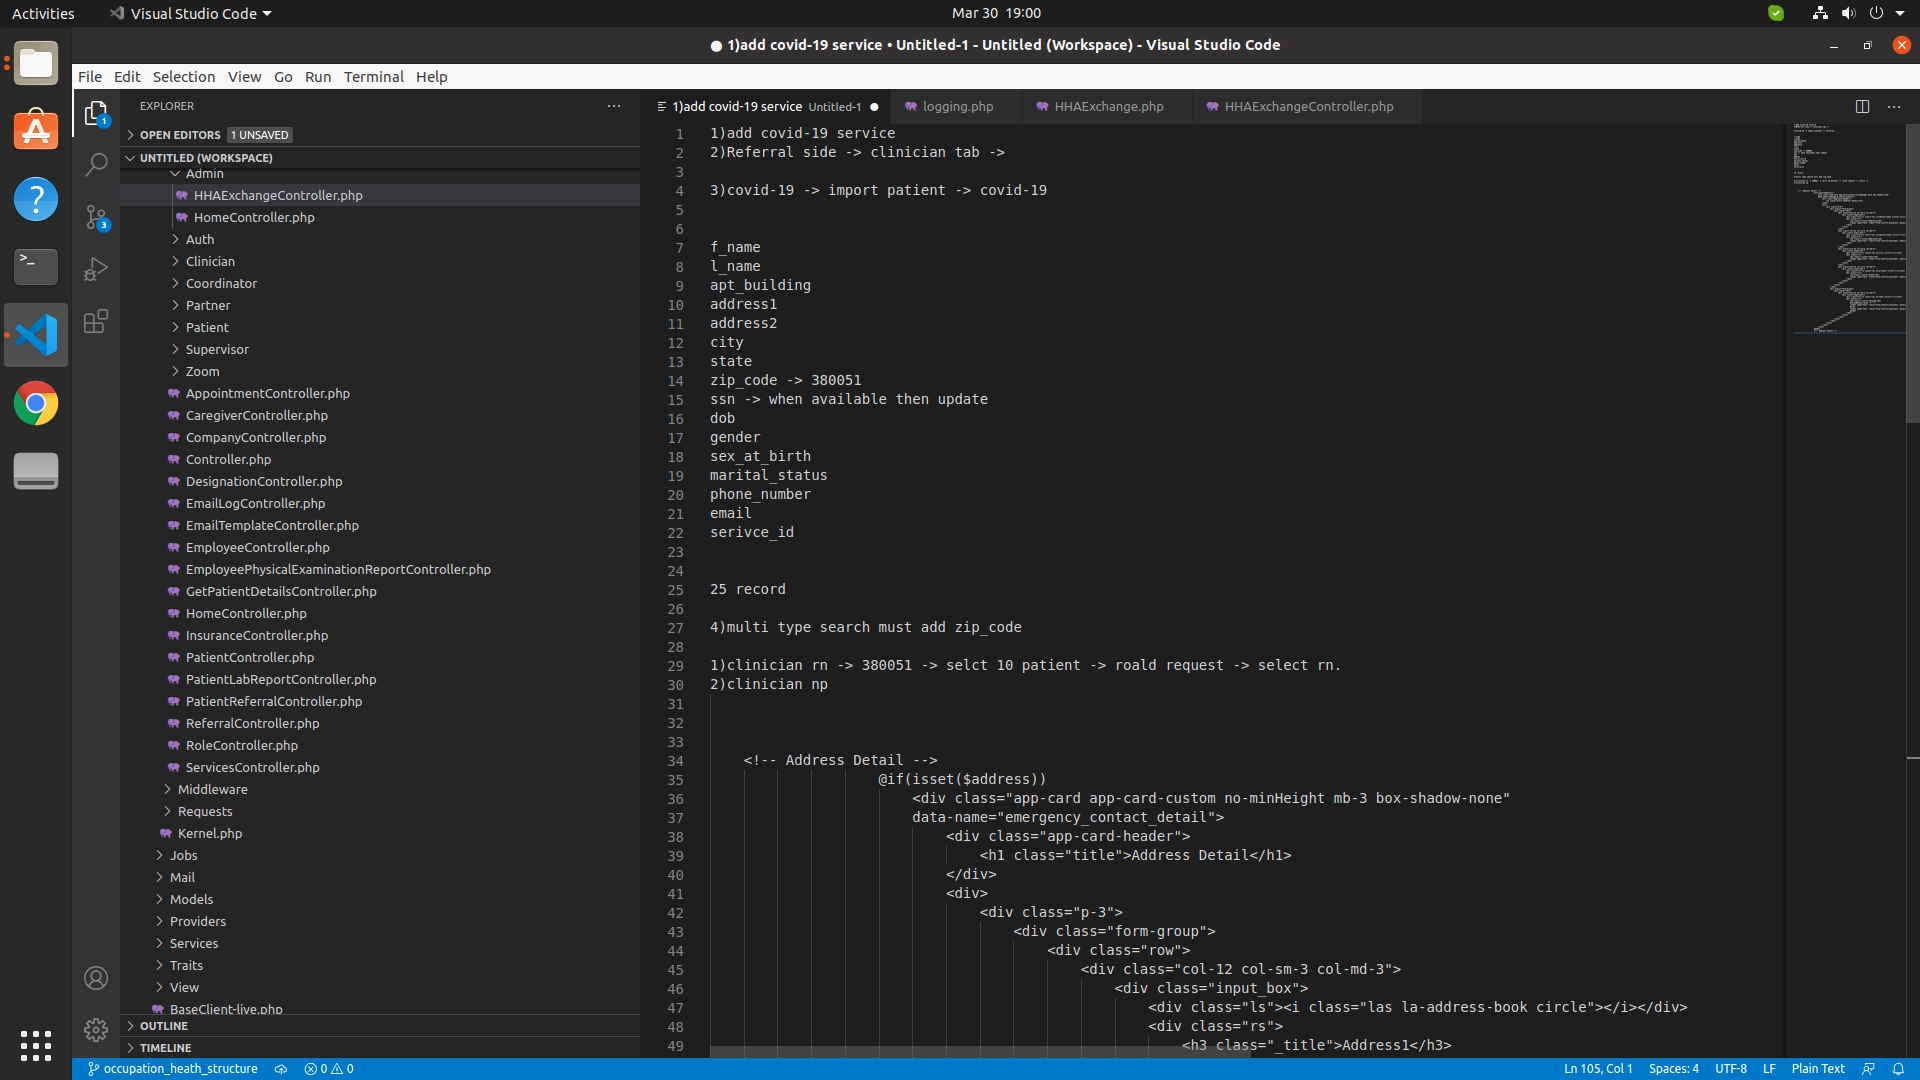 Activities
Visual Studio Code
Mar 30 19:00
● 1)add covid-19 service • Untitled-1 - Untitled (Workspace) - Visual Studio Code
File Edit Selection View Go Run Terminal Help
EXPLORER
OPEN EDITORS 1 UNSAVED
UNTITLED (WORKSPACE)
Admin
HHAExchangeController.php
HomeController.php
Auth
Clinician
Coordinator
Partner
Patient
Supervisor
Zoom
AppointmentController.php
CaregiverController.php
CompanyController.php
Controller.php
DesignationController.php
EmailLogController.php
EmailTemplateController.php
EmployeeController.php
EmployeePhysicalExaminationReportController.php
GetPatientDetailsController.php
HomeController.php
InsuranceController.php
PatientController.php
PatientLabReportController.php
PatientReferralController.php
ReferralController.php
RoleController.php
ServicesController.php
Middleware
Requests
Kernel.php
Jobs
Mail
Models
Providers
Services
Traits
View
BaseClient-live.php
OUTLINE
TIMELINE
1
3
1)add covid-19 service Untitled-1 ●
logging.php
HHAExchange.php
HHAExchangeController.php
1 1)add covid-19 service
2 2)Referral side -> clinician tab ->
3
4 3)covid-19 -> import patient -> covid-19
5
6
7 f_name
8 l_name
9 apt_building
10 address1
11 address2
12 city
13 state
14 zip_code -> 380051
15 ssn -> when available then update
16 dob
17 gender
18 sex_at_birth
19 marital_status
20 phone_number
21 email
22 serivce_id
23
24
25 25 record
26
27 4)multi type search must add zip_code
28
29 1)clinician rn -> 380051 -> selct 10 patient -> roald request -> select rn.
30 2)clinician np
31
32
33
34 <!-- Address Detail -->
35 @if(isset($address))
36 <div class="app-card app-card-custom no-minHeight mb-3 box-shadow-none"
37 data-name="emergency_contact_detail">
38 <div class="app-card-header">
39 <h1 class="title">Address Detail</h1>
40 </div>
41 <div>
42 <div class="p-3">
43 <div class="form-group">
44 <div class="row">
45 <div class="col-12 col-sm-3 col-md-3">
46 <div class="input_box">
47 <div class="ls"><i class="las la-address-book circle"></i></div>
48 <div class="rs">
49 <h3 class="_title">Address1</h3>
occupation_heath_structure
0 0
Ln 105, Col 1
Spaces: 4
UTF-8
LF
Plain Text